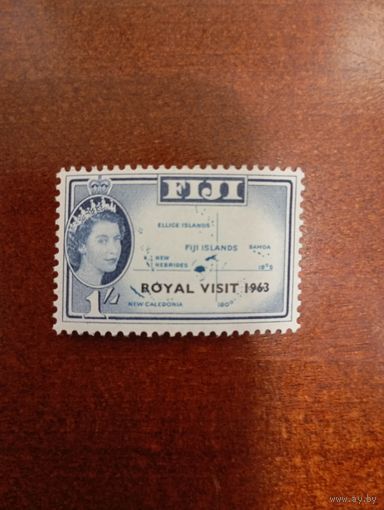 FIJI
ELLICE ISLANDS
FIJI ISLANDS SAMOA
NEW
HEBRIDES
ROYAL VISIT 1963
1/-
NEW CALEDONIA 180°
www.ay.by